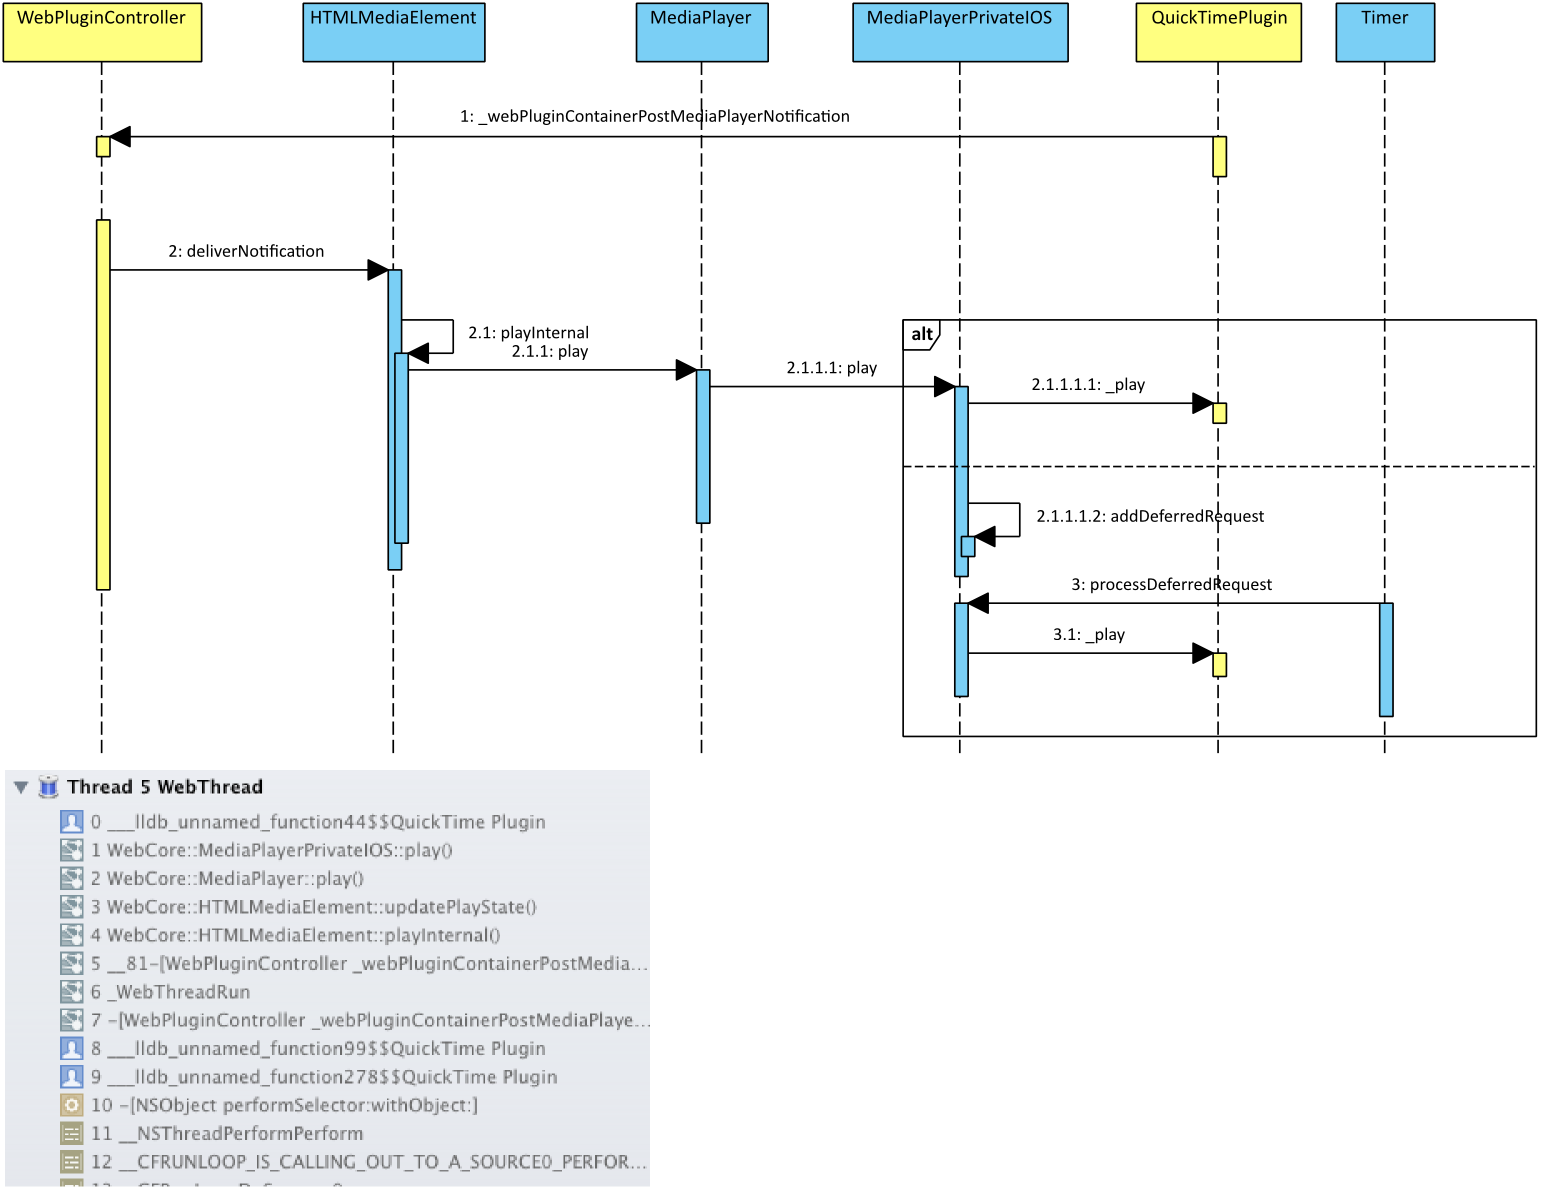 WebPluginController
HTMLMediaElement
MediaPlayer
MediaPlayerPrivateIOS
QuickTimePlugin
Timer
1: _webPluginContainerPostMediaPlayerNotification
2: deliverNotification
alt
2.1: playInternal
2.1.1: play
2.1.1.1: play
2.1.1.1.1: _play
2.1.1.1.2: addDeferredRequest
3: processDeferredRequest
3.1: _play
Thread 5 WebThread
0 ___lldb_unnamed_function44$$QuickTime Plugin
1 WebCore::MediaPlayerPrivateIOS::play()
2 WebCore::MediaPlayer::play()
3 WebCore::HTMLMediaElement::updatePlayState()
4 WebCore::HTMLMediaElement::playInternal()
5 __81-[WebPluginController _webPluginContainerPostMedia...
6 _WebThreadRun
7 -[WebPluginController _webPluginContainerPostMediaPlaye...
8 ___lldb_unnamed_function99$$QuickTime Plugin
9 ___lldb_unnamed_function278$$QuickTime Plugin
10 -[NSObject performSelector:withObject:]
11 __NSThreadPerformPerform
12 __CFRUNLOOP_IS_CALLING_OUT_TO_A_SOURCE0_PERFOR...